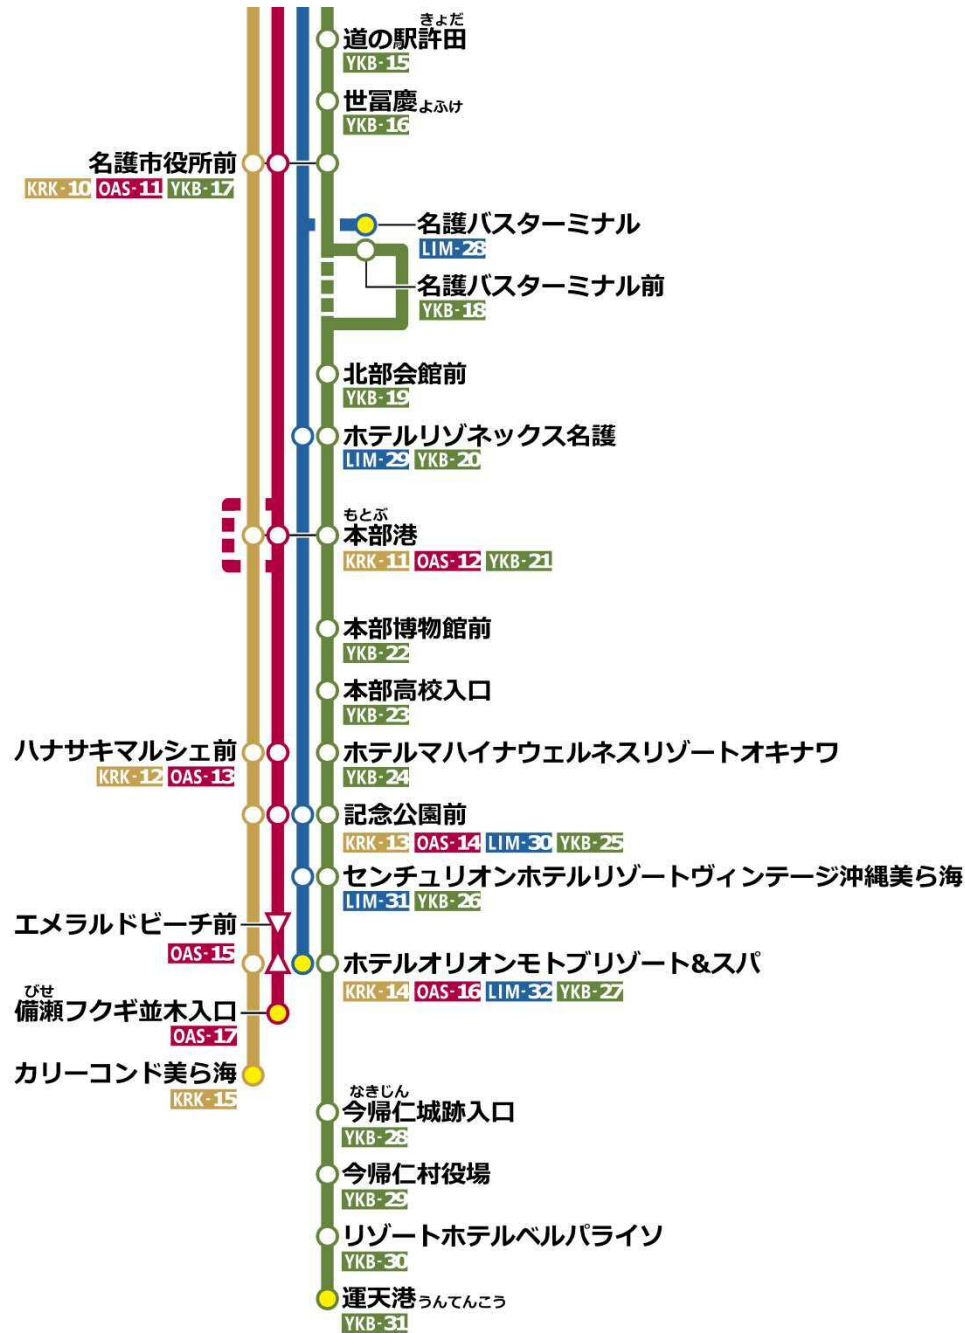 きょだ
道の駅許田
YKB-15
世冨慶よふけ
YKB-16
名護市役所前
KRK-10 OAS-11 YKB-17
名護バスターミナル
LIM-28
名護バスターミナル前
YKB-18
北部会館前
YKB-19
ホテルリゾネックス名護
LIM-29 YKB-20
もとぶ
本部港
KRK-11 OAS-12 YKB-21
本部博物館前
YKB-22
本部高校入口
YKB-23
ハナサキマルシェ前
KRK-12 OAS-13
ホテルマハイナウェルネスリゾートオキナワ
YKB-24
記念公園前
KRK-13 OAS-14 LIM-30 YKB-25
センチュリオンホテルリゾートヴィンテージ沖縄美ら海
LIM-31 YKB-26
エメラルドビーチ前
OAS-15
ホテルオリオンモトブリゾート&スパ
KRK-14 OAS-16 LIM-32 YKB-27
びせ
備瀬フクギ並木入口
OAS-17
カリーコンド美ら海
KRK-15
なきじん
今帰仁城跡入口
YKB-28
今帰仁村役場
YKB-29
リゾートホテルベルパライソ
YKB-30
運天港うんてんこう
YKB-31